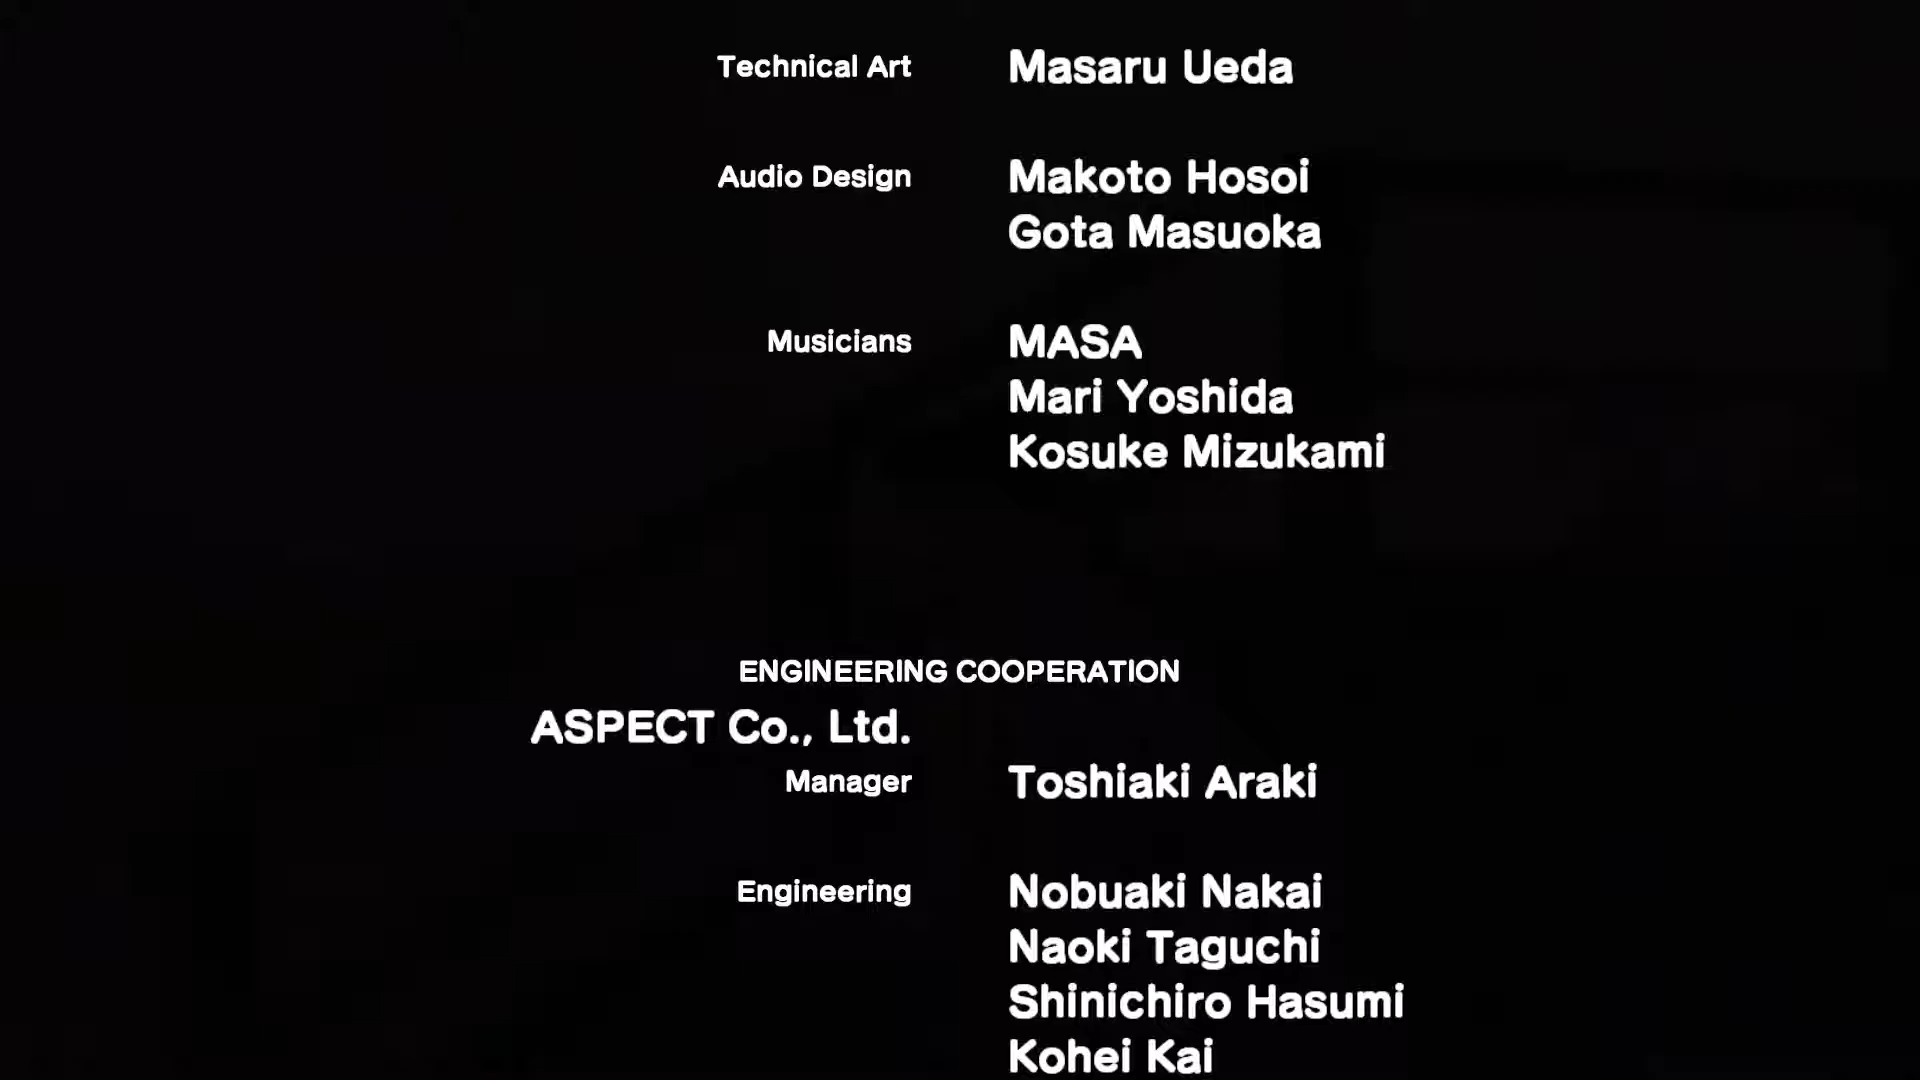 Technical Art Masaru Ueda
Audio Design Makoto Hosoi
Gota Masuoka
Musicians MASA
Mari Yoshida
Kosuke Mizukami
ENGINEERING COOPERATION
ASPECT Co., Ltd.
Manager Toshiaki Araki
Engineering Nobuaki Nakai
Naoki Taguchi
Shinichiro Hasumi
Kohei Kai